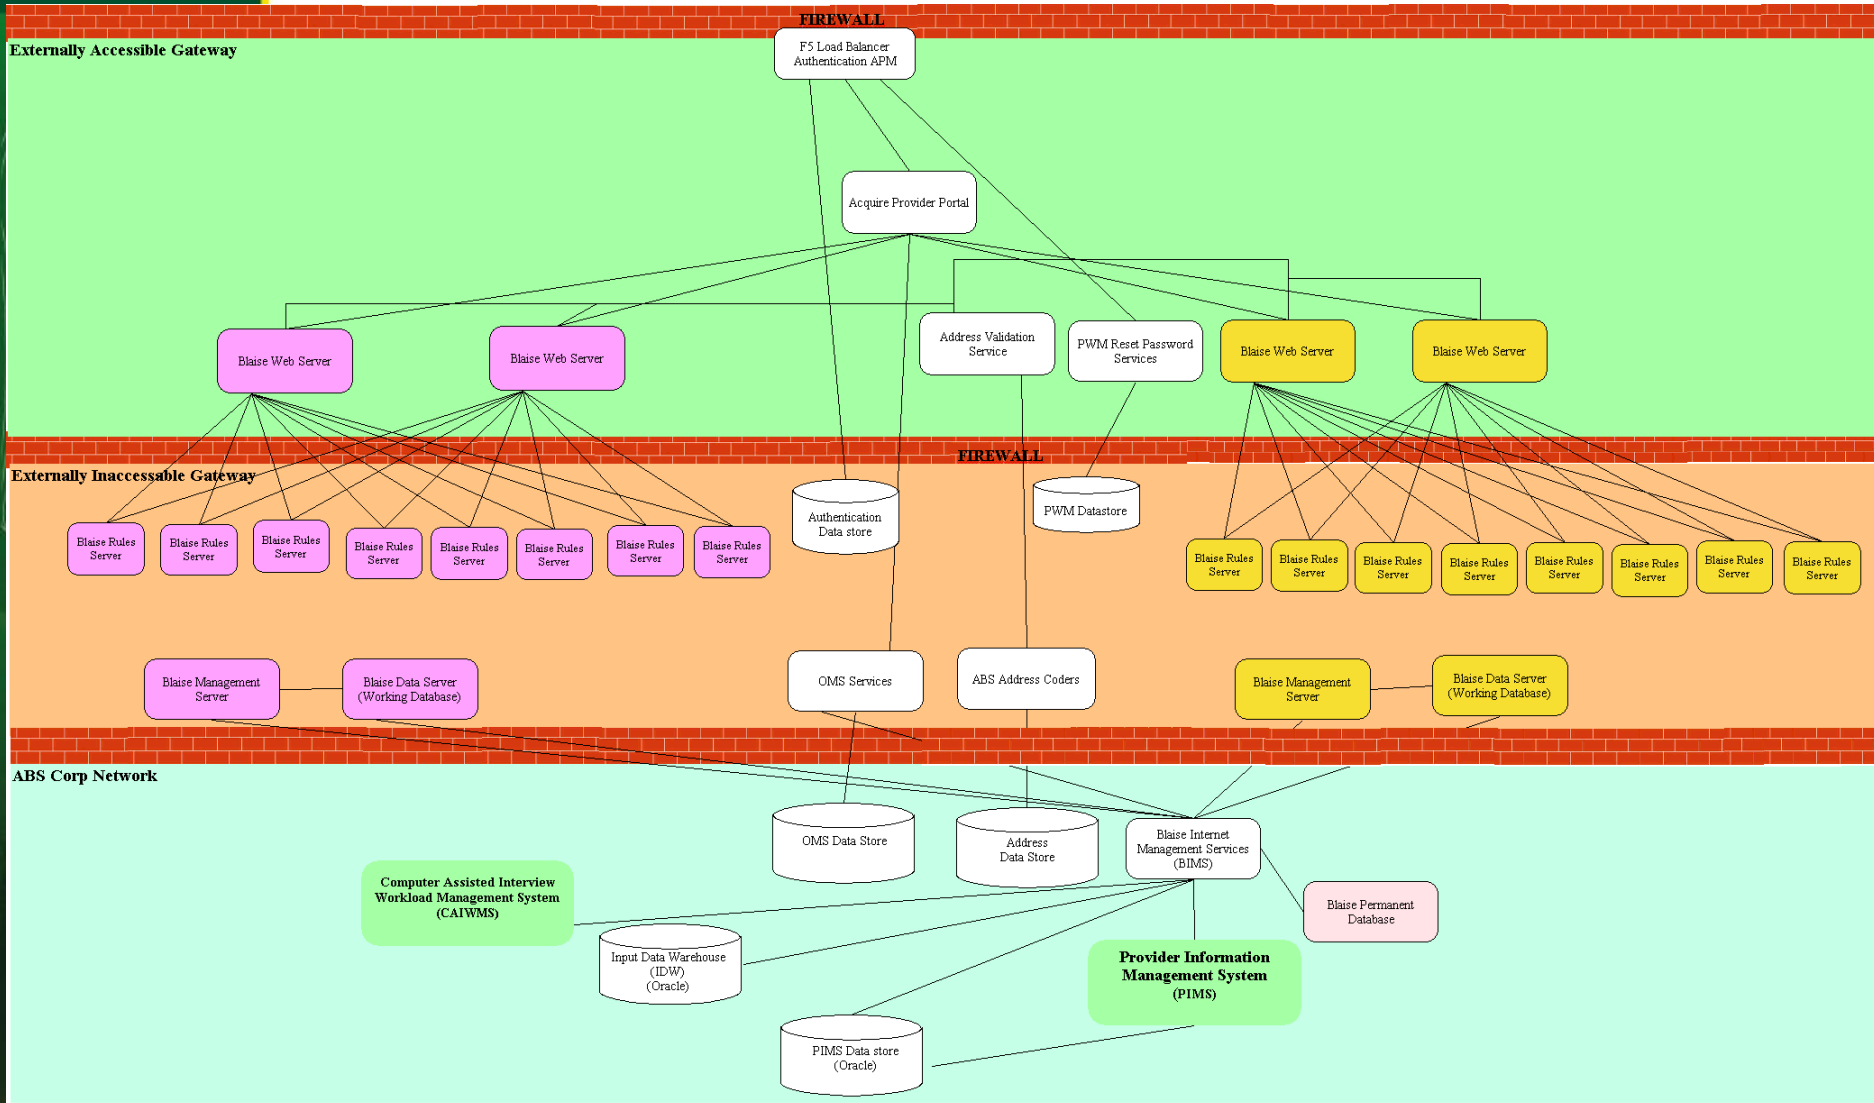 FIREWALL
Externally Accessible Gateway
F5 Load Balancer
Authentication APM
Acquire Provider Portal
Blaise Web Server
Blaise Web Server
Address Validation
Service
PWM Reset Password
Services
Blaise Web Server
Blaise Web Server
FIREWALL
Externally Inaccessable Gateway
Authentication
Data store
PWM Datastore
Blaise Rules
Server
Blaise Rules
Server
Blaise Rules
Server
Blaise Rules
Server
Blaise Rules
Server
Blaise Rules
Server
Blaise Rules
Server
Blaise Rules
Server
Blaise Rules
Server
Blaise Rules
Server
Blaise Rules
Server
Blaise Rules
Server
Blaise Rules
Server
Blaise Rules
Server
Blaise Rules
Server
Blaise Rules
Server
Blaise Management
Server
Blaise Data Server
(Working Database)
OMS Services
ABS Address Coders
Blaise Management
Server
Blaise Data Server
(Working Database)
ABS Corp Network
OMS Data Store
Address
Data Store
Blaise Internet
Management Services
(BIMS)
Computer Assisted Interview
Workload Management System
(CAIWMS)
Blaise Permanent
Database
Input Data Warehouse
(IDW)
(Oracle)
Provider Information
Management System
(PIMS)
PIMS Data store
(Oracle)